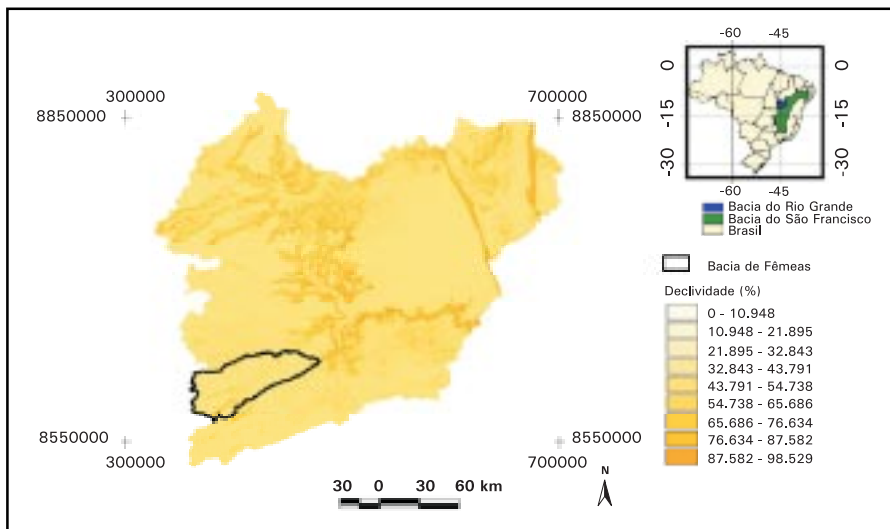 300000
8850000
700000
8850000
8550000
300000
8550000
700000
30 0 30 60 km
N
-60 -45
0
-15
-30
0
-15
-30
-60 -45
Bacia do Rio Grande
Bacia do São Francisco
Brasil
Bacia de Fêmeas
Declividade (%)
0 - 10.948
10.948 - 21.895
21.895 - 32.843
32.843 - 43.791
43.791 - 54.738
54.738 - 65.686
65.686 - 76.634
76.634 - 87.582
87.582 - 98.529